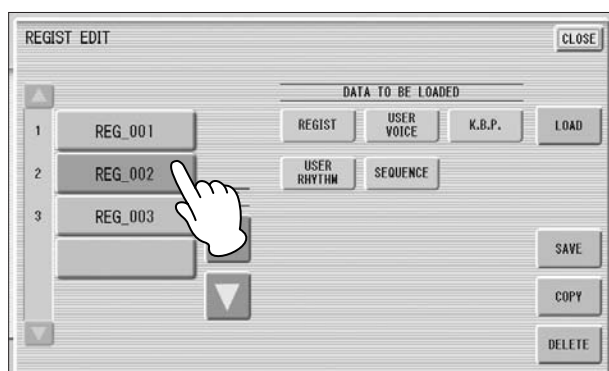 REGIST EDIT
CLOSE
DATA TO BE LOADED
1 REG_001
REGIST
USER
VOICE
K.B.P.
LOAD
2 REG_002
USER
RHYTHM
SEQUENCE
3 REG_003
SAVE
COPY
DELETE